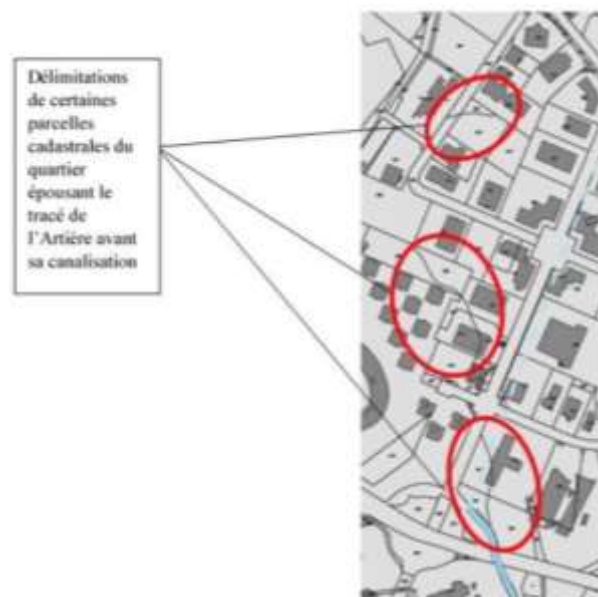 Délimitations
de certaines
parcelles
cadastrales du
quartier
épousant le
tracé de
l'Artière avant
sa canalisation